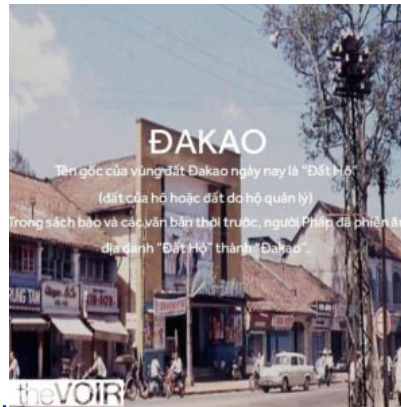 ĐAKAO
Tên gốc của vùng đất Đakao ngày nay là "Đất Hộ"
(đất của hộ hoặc đất do hộ quản lý)
Trong sách báo và các văn bản thời trước, người Pháp đã phiên â
địa danh "Đất Hộ" thành "Đakao".
RUNG TAM
theVOIR